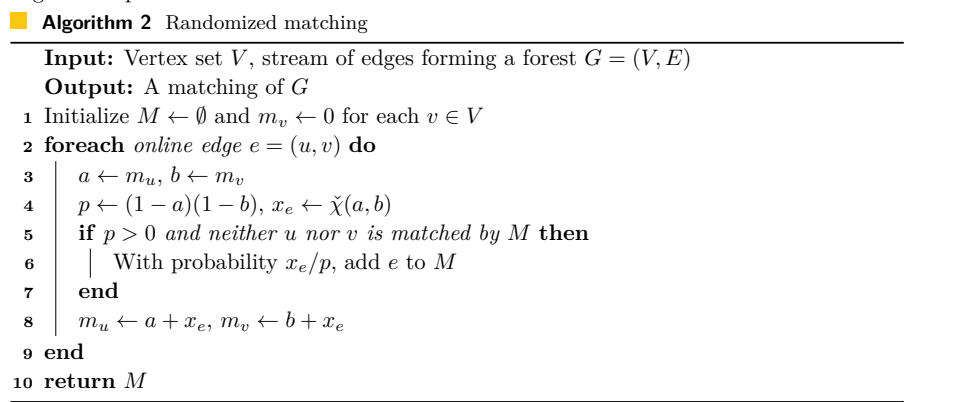 Algorithm 2 Randomized matching
Input: Vertex set V, stream of edges forming a forest G = (V, E)
Output: A matching of G
1 Initialize M ← ∅ and m_v ← 0 for each v ∈ V
2 foreach online edge e = (u, v) do
3 a ← m_u, b ← m_v
4 p ← (1 − a)(1 − b), x_e ← χ̌(a, b)
5 if p > 0 and neither u nor v is matched by M then
6 With probability x_e/p, add e to M
7 end
8 m_u ← a + x_e, m_v ← b + x_e
9 end
10 return M